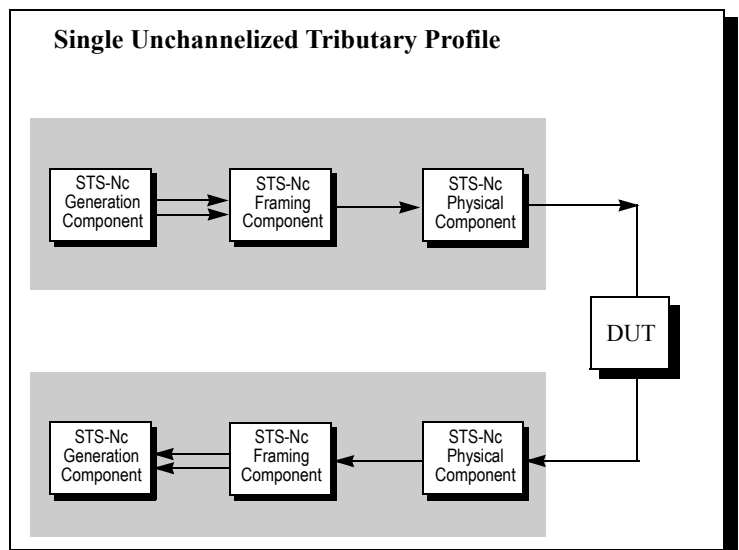 Single Unchannelized Tributary Profile
STS-Nc
Generation
Component
STS-Nc
Framing
Component
STS-Nc
Physical
Component
DUT
STS-Nc
Generation
Component
STS-Nc
Framing
Component
STS-Nc
Physical
Component